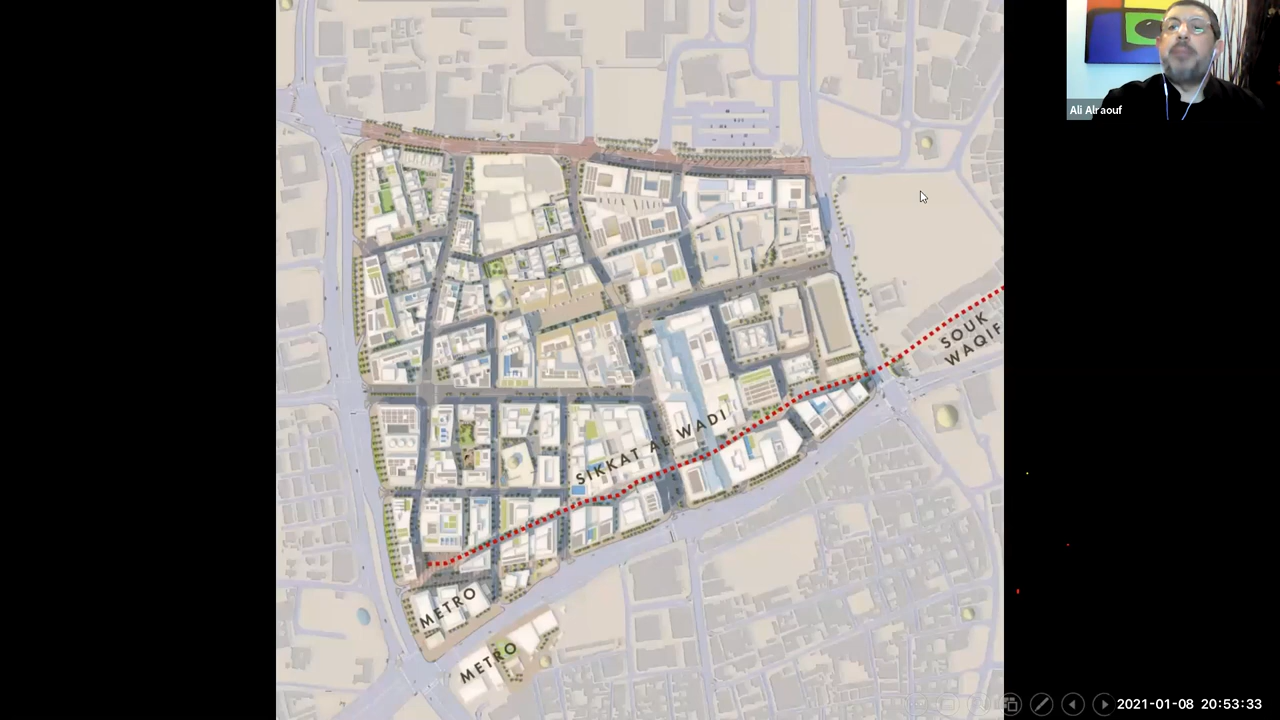 Ali Alraouf
SOUK
WAQIF
SIKKAT AL WADI
METRO
METRO
2021-01-08 20:53:33